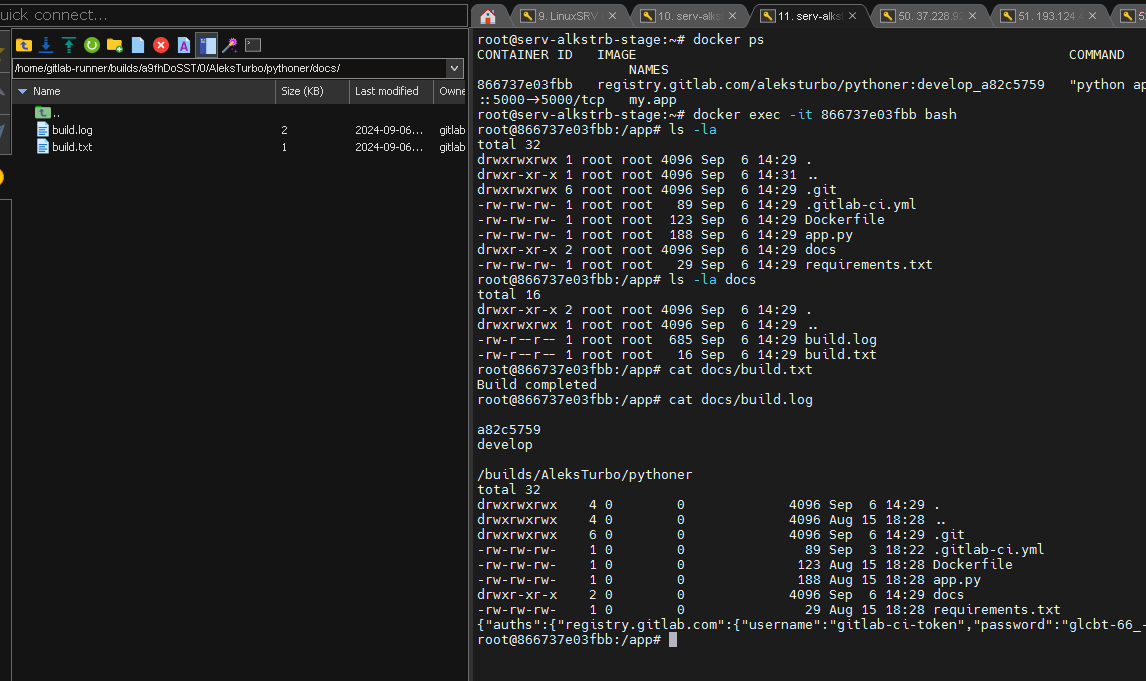 uick connect...
/home/gitlab-runner/builds/a9fhDoSST/0/AleksTurbo/pythoner/docs/
Name Size (KB) Last modified Owne
..
build.log 2 2024-09-06... gitlab
build.txt 1 2024-09-06... gitlab
9. LinuxSRV
10. serv-alks
11. serv-alks
50. 37.228.9
51. 193.124.
5
root@serv-alkstrb-stage:~# docker ps
CONTAINER ID IMAGE COMMAND
NAMES
866737e03fbb registry.gitlab.com/aleksturbo/pythoner:develop_a82c5759 "python ap
::5000->5000/tcp my.app
root@serv-alkstrb-stage:~# docker exec -it 866737e03fbb bash
root@866737e03fbb:/app# ls -la
total 32
drwxrwxrwx 1 root root 4096 Sep 6 14:29 .
drwxr-xr-x 1 root root 4096 Sep 6 14:31 ..
drwxrwxrwx 6 root root 4096 Sep 6 14:29 .git
-rw-rw-rw- 1 root root 89 Sep 6 14:29 .gitlab-ci.yml
-rw-rw-rw- 1 root root 123 Sep 6 14:29 Dockerfile
-rw-rw-rw- 1 root root 188 Sep 6 14:29 app.py
drwxr-xr-x 2 root root 4096 Sep 6 14:29 docs
-rw-rw-rw- 1 root root 29 Sep 6 14:29 requirements.txt
root@866737e03fbb:/app# ls -la docs
total 16
drwxr-xr-x 2 root root 4096 Sep 6 14:29 .
drwxrwxrwx 1 root root 4096 Sep 6 14:29 ..
-rw-r--r-- 1 root root 685 Sep 6 14:29 build.log
-rw-r--r-- 1 root root 16 Sep 6 14:29 build.txt
root@866737e03fbb:/app# cat docs/build.txt
Build completed
root@866737e03fbb:/app# cat docs/build.log
a82c5759
develop
/builds/AleksTurbo/pythoner
total 32
drwxrwxrwx 4 0 0 4096 Sep 6 14:29 .
drwxrwxrwx 4 0 0 4096 Aug 15 18:28 ..
drwxrwxrwx 6 0 0 4096 Sep 6 14:29 .git
-rw-rw-rw- 1 0 0 89 Sep 3 18:22 .gitlab-ci.yml
-rw-rw-rw- 1 0 0 123 Aug 15 18:28 Dockerfile
-rw-rw-rw- 1 0 0 188 Aug 15 18:28 app.py
drwxr-xr-x 2 0 0 4096 Sep 6 14:29 docs
-rw-rw-rw- 1 0 0 29 Aug 15 18:28 requirements.txt
{"auths":{"registry.gitlab.com":{"username":"gitlab-ci-token","password":"glcbt-66_-
root@866737e03fbb:/app#